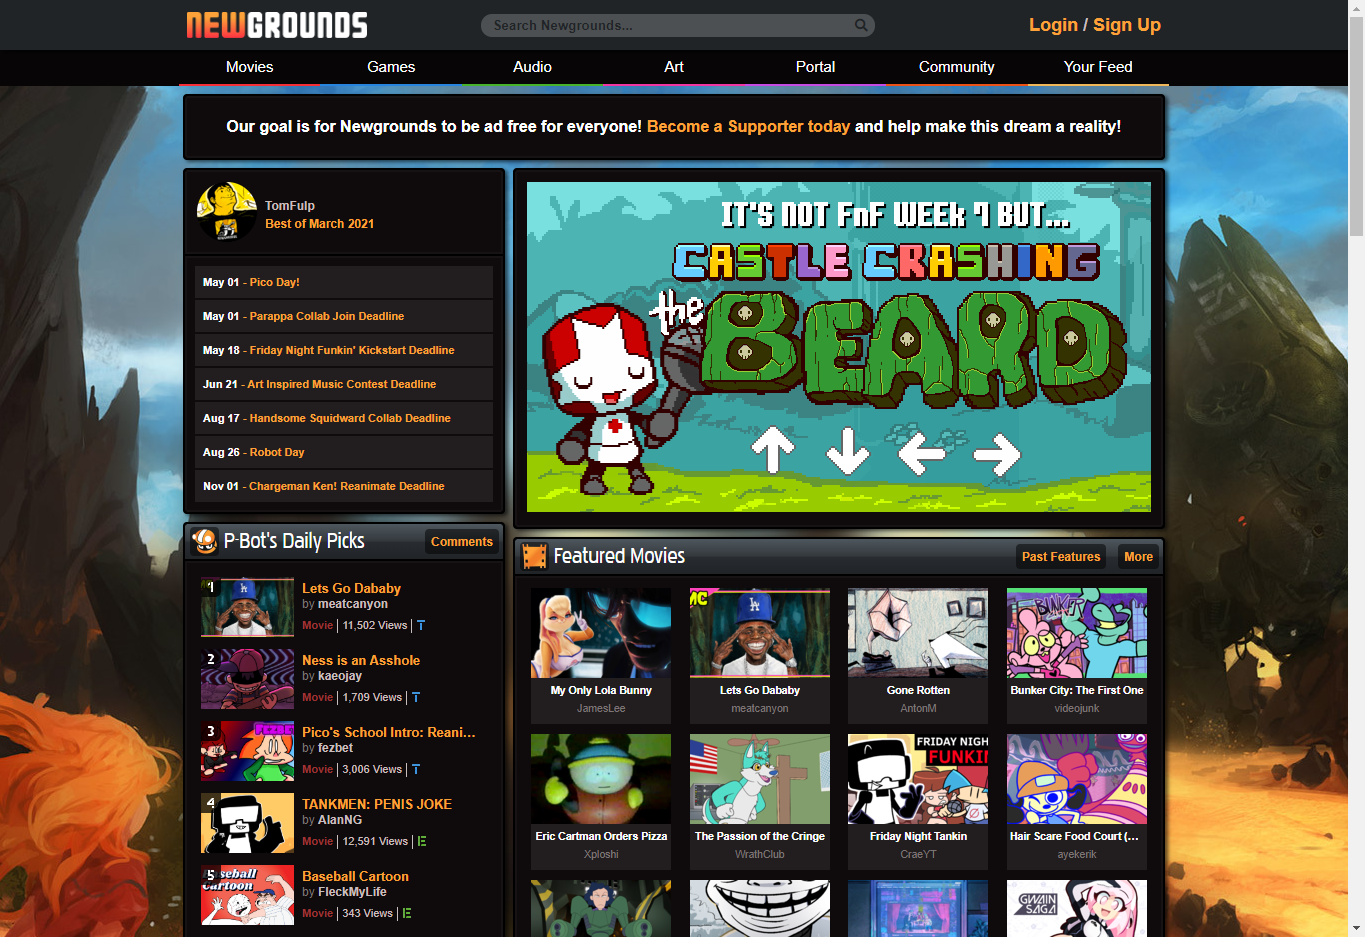 NEWGROUNDS
Search Newgrounds...
Login / Sign Up
Movies
Games
Audio
Art
Portal
Community
Your Feed
Our goal is for Newgrounds to be ad free for everyone! Become a Supporter today and help make this dream a reality!
TomFulp
Best of March 2021
May 01 - Pico Day!
May 01 - Parappa Collab Join Deadline
May 18 - Friday Night Funkin' Kickstart Deadline
Jun 21 - Art Inspired Music Contest Deadline
Aug 17 - Handsome Squidward Collab Deadline
Aug 26 - Robot Day
Nov 01 - Chargeman Ken! Reanimate Deadline
IT'S NOT FnF WEEK 7 BUT...
CASTLE CRASHING
the
BEARD
P-Bot's Daily Picks
Comments
1
Lets Go Dababy
by meatcanyon
Movie | 11,502 Views | T
2
Ness is an Asshole
by kaeojay
Movie | 1,709 Views | T
3
Pico's School Intro: Reani...
by fezbet
Movie | 3,006 Views | T
4
TANKMEN: PENIS JOKE
by AlanNG
Movie | 12,591 Views | E
5
Baseball
Cartoon
Baseball Cartoon
by FleckMyLife
Movie | 343 Views | E
Featured Movies
Past Features
More
My Only Lola Bunny
JamesLee
MC
Lets Go Dababy
meatcanyon
Gone Rotten
AntonM
BUNKER
Bunker City: The First One
videojunk
Eric Cartman Orders Pizza
Xploshi
The Passion of the Cringe
WrathClub
FRIDAY NIGHT
FUNKIN
Friday Night Tankin
CraeYT
Hair Scare Food Court (...
ayekerik
GWAIN
SAGA